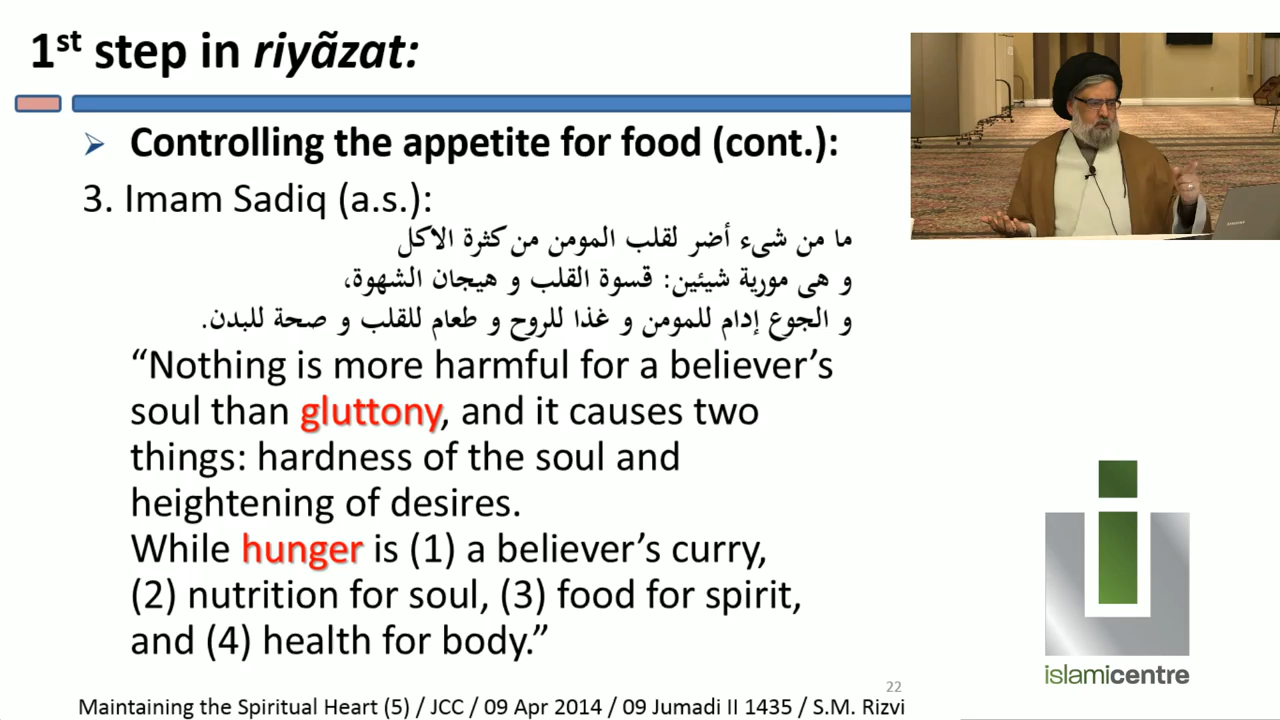 1st step in riyãzat:
➢ Controlling the appetite for food (cont.):
3. Imam Sadiq (a.s.):
ما من شىء أضر لقلب المومن من كثرة الاكل
و هى مورية شيئين: قسوة القلب و هيجان الشهوة،
و الجوع إدام للمومن و غذا للروح و طعام للقلب و صحة للبدن.
“Nothing is more harmful for a believer’s
soul than gluttony, and it causes two
things: hardness of the soul and
heightening of desires.
While hunger is (1) a believer’s curry,
(2) nutrition for soul, (3) food for spirit,
and (4) health for body.”
22
Maintaining the Spiritual Heart (5) / JCC / 09 Apr 2014 / 09 Jumadi II 1435 / S.M. Rizvi
SAMSUNG
islamicentre